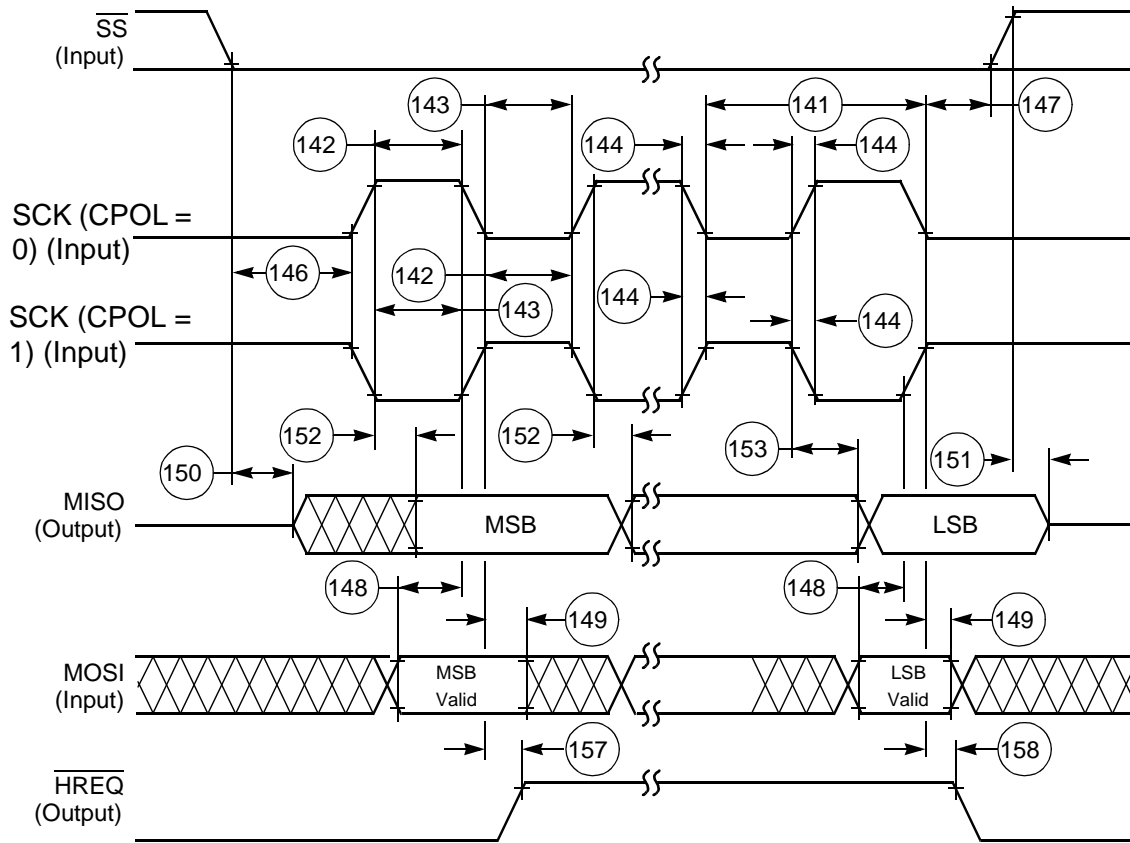 SS
(Input)
143
141
147
142
144
144
SCK (CPOL =
0) (Input)
146
142
144
SCK (CPOL =
1) (Input)
143
144
152
152
153
150
151
MISO
(Output)
MSB
LSB
148
148
149
149
MOSI
(Input)
MSB
Valid
LSB
Valid
157
158
HREQ
(Output)